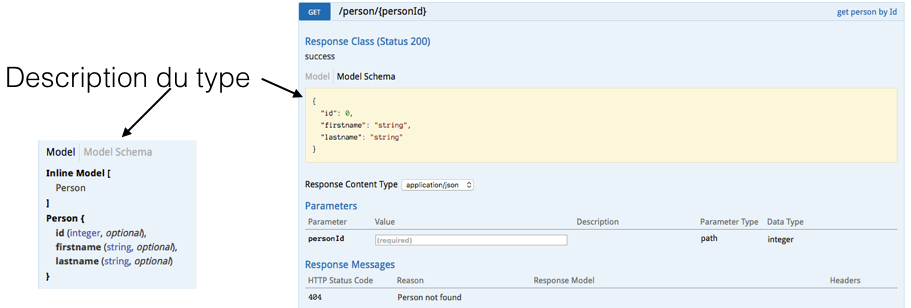 GET /person/{personId} get person by Id
Response Class (Status 200)
success
Model Model Schema
{
"id": 0,
"firstname": "string",
"lastname": "string"
}
Response Content Type application/json
Parameters
Parameter Value Description Parameter Type Data Type
personId (required) path integer
Response Messages
HTTP Status Code Reason Response Model Headers
404 Person not found
Description du type
Model Model Schema
Inline Model [
Person
]
Person {
id (integer, optional),
firstname (string, optional),
lastname (string, optional)
}